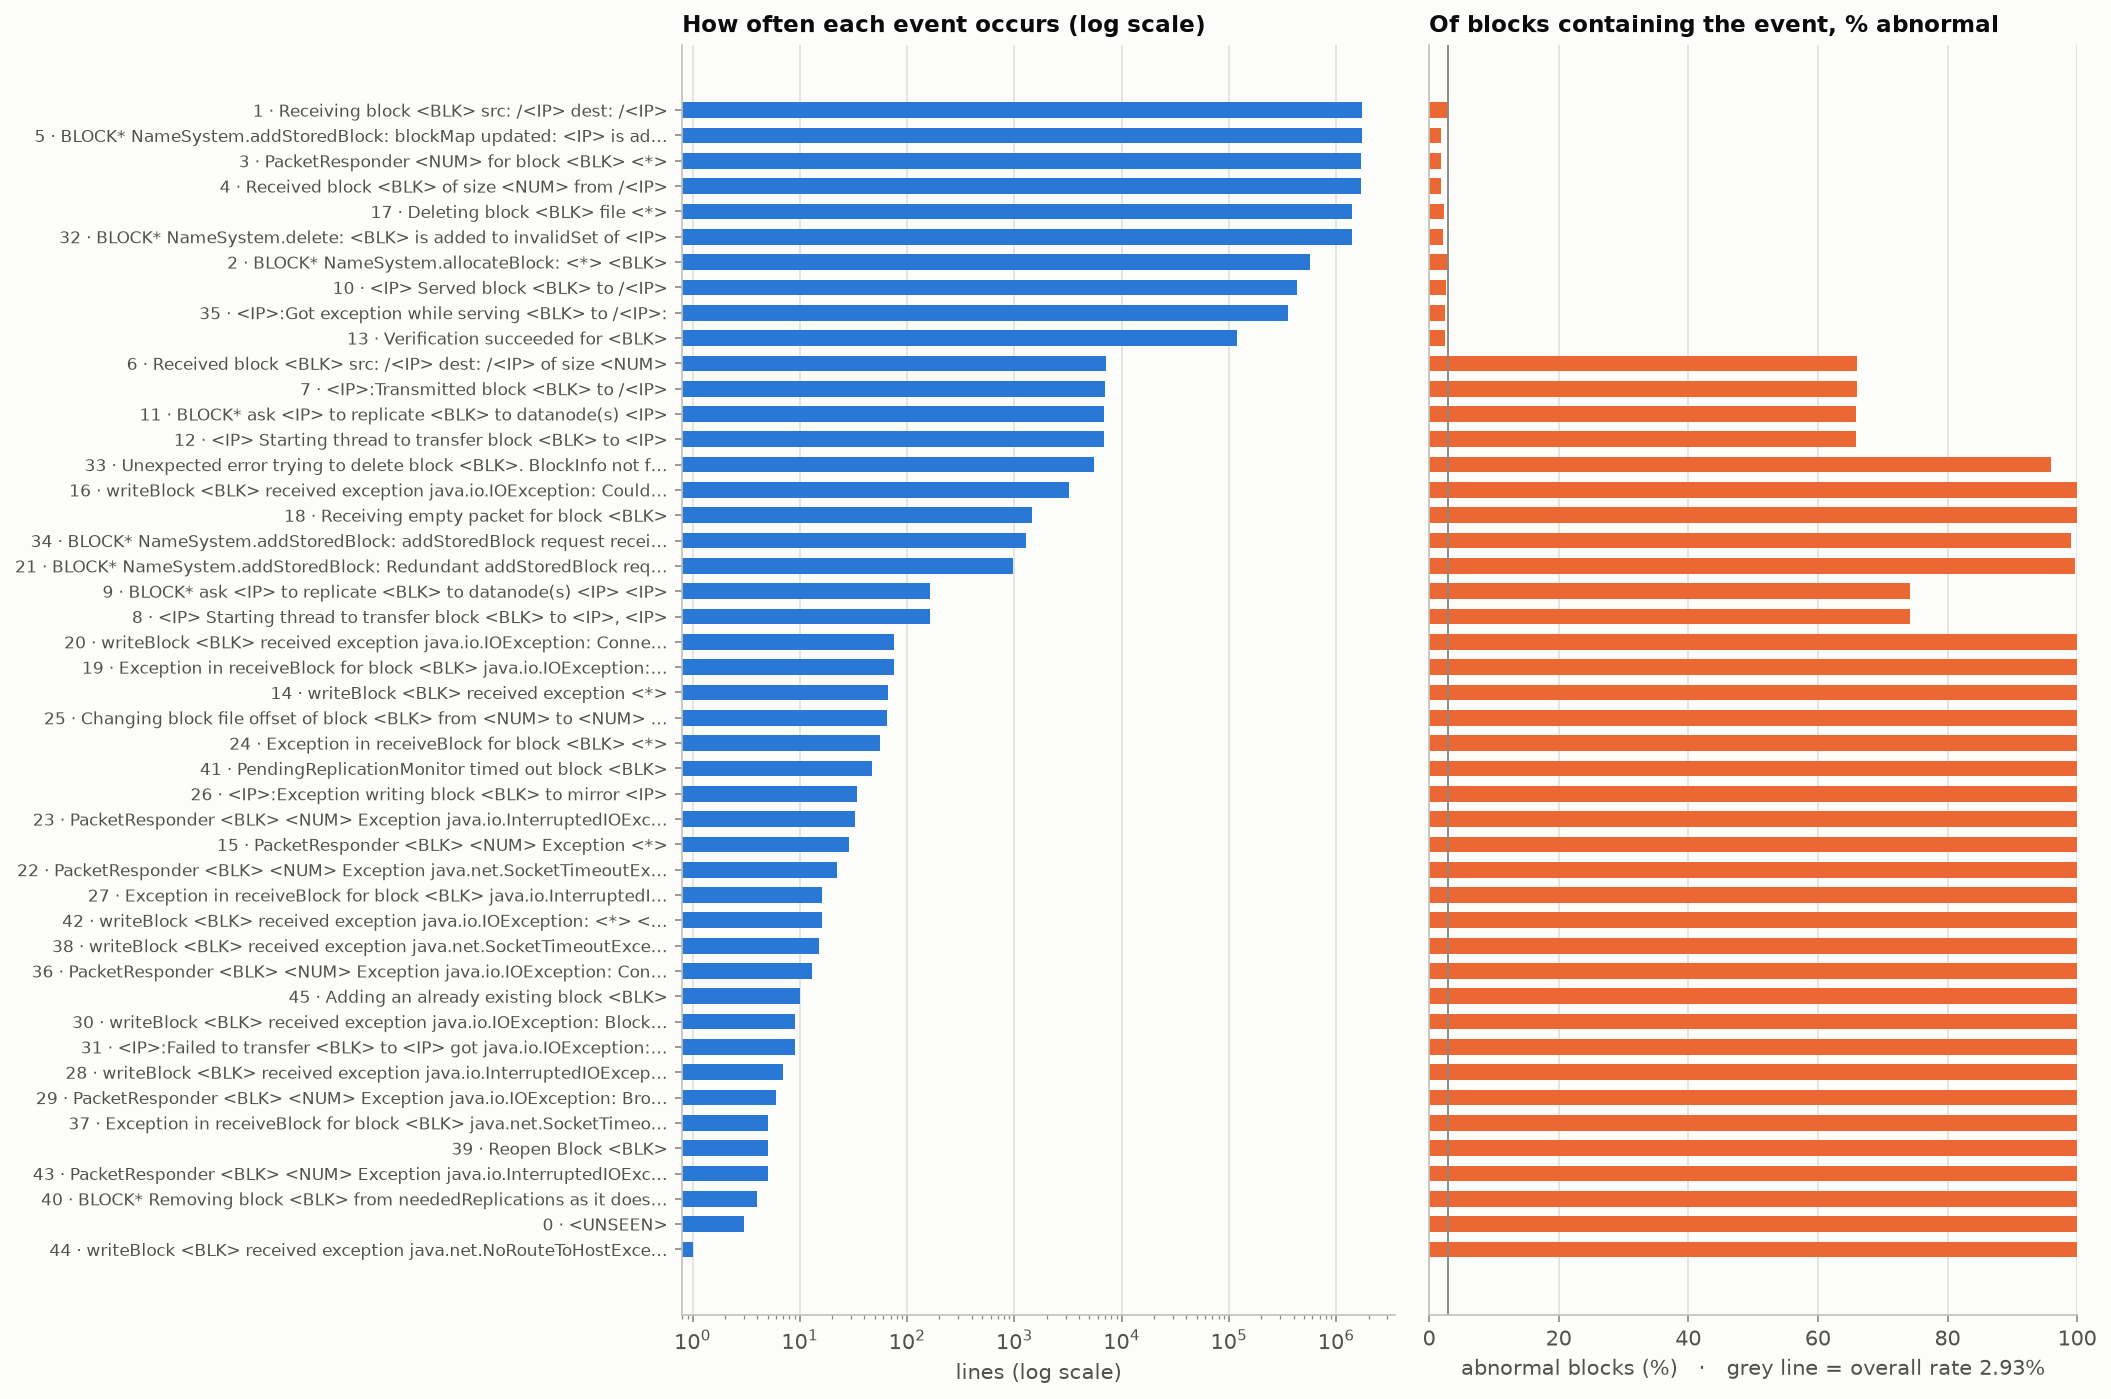 How often each event occurs (log scale)
Of blocks containing the event, % abnormal
1 · Receiving block <BLK> src: /<IP> dest: /<IP>
5 · BLOCK* NameSystem.addStoredBlock: blockMap updated: <IP> is ad…
3 · PacketResponder <NUM> for block <BLK> <*>
4 · Received block <BLK> of size <NUM> from /<IP>
17 · Deleting block <BLK> file <*>
32 · BLOCK* NameSystem.delete: <BLK> is added to invalidSet of <IP>
2 · BLOCK* NameSystem.allocateBlock: <*> <BLK>
10 · <IP> Served block <BLK> to /<IP>
35 · <IP>:Got exception while serving <BLK> to /<IP>:
13 · Verification succeeded for <BLK>
6 · Received block <BLK> src: /<IP> dest: /<IP> of size <NUM>
7 · <IP>:Transmitted block <BLK> to /<IP>
11 · BLOCK* ask <IP> to replicate <BLK> to datanode(s) <IP>
12 · <IP> Starting thread to transfer block <BLK> to <IP>
33 · Unexpected error trying to delete block <BLK>. BlockInfo not f…
16 · writeBlock <BLK> received exception java.io.IOException: Could…
18 · Receiving empty packet for block <BLK>
34 · BLOCK* NameSystem.addStoredBlock: addStoredBlock request recei…
21 · BLOCK* NameSystem.addStoredBlock: Redundant addStoredBlock req…
9 · BLOCK* ask <IP> to replicate <BLK> to datanode(s) <IP> <IP>
8 · <IP> Starting thread to transfer block <BLK> to <IP>, <IP>
20 · writeBlock <BLK> received exception java.io.IOException: Conne…
19 · Exception in receiveBlock for block <BLK> java.io.IOException:…
14 · writeBlock <BLK> received exception <*>
25 · Changing block file offset of block <BLK> from <NUM> to <NUM> …
24 · Exception in receiveBlock for block <BLK> <*>
41 · PendingReplicationMonitor timed out block <BLK>
26 · <IP>:Exception writing block <BLK> to mirror <IP>
23 · PacketResponder <BLK> <NUM> Exception java.io.InterruptedIOExc…
15 · PacketResponder <BLK> <NUM> Exception <*>
22 · PacketResponder <BLK> <NUM> Exception java.net.SocketTimeoutEx…
27 · Exception in receiveBlock for block <BLK> java.io.InterruptedI…
42 · writeBlock <BLK> received exception java.io.IOException: <*> <…
38 · writeBlock <BLK> received exception java.net.SocketTimeoutExce…
36 · PacketResponder <BLK> <NUM> Exception java.io.IOException: Con…
45 · Adding an already existing block <BLK>
30 · writeBlock <BLK> received exception java.io.IOException: Block…
31 · <IP>:Failed to transfer <BLK> to <IP> got java.io.IOException:…
28 · writeBlock <BLK> received exception java.io.InterruptedIOExcep…
29 · PacketResponder <BLK> <NUM> Exception java.io.IOException: Bro…
37 · Exception in receiveBlock for block <BLK> java.net.SocketTimeo…
39 · Reopen Block <BLK>
43 · PacketResponder <BLK> <NUM> Exception java.io.InterruptedIOExc…
40 · BLOCK* Removing block <BLK> from neededReplications as it does…
0 · <UNSEEN>
44 · writeBlock <BLK> received exception java.net.NoRouteToHostExce…
10⁰ 10¹ 10² 10³ 10⁴ 10⁵ 10⁶
lines (log scale)
0 20 40 60 80 100
abnormal blocks (%) · grey line = overall rate 2.93%